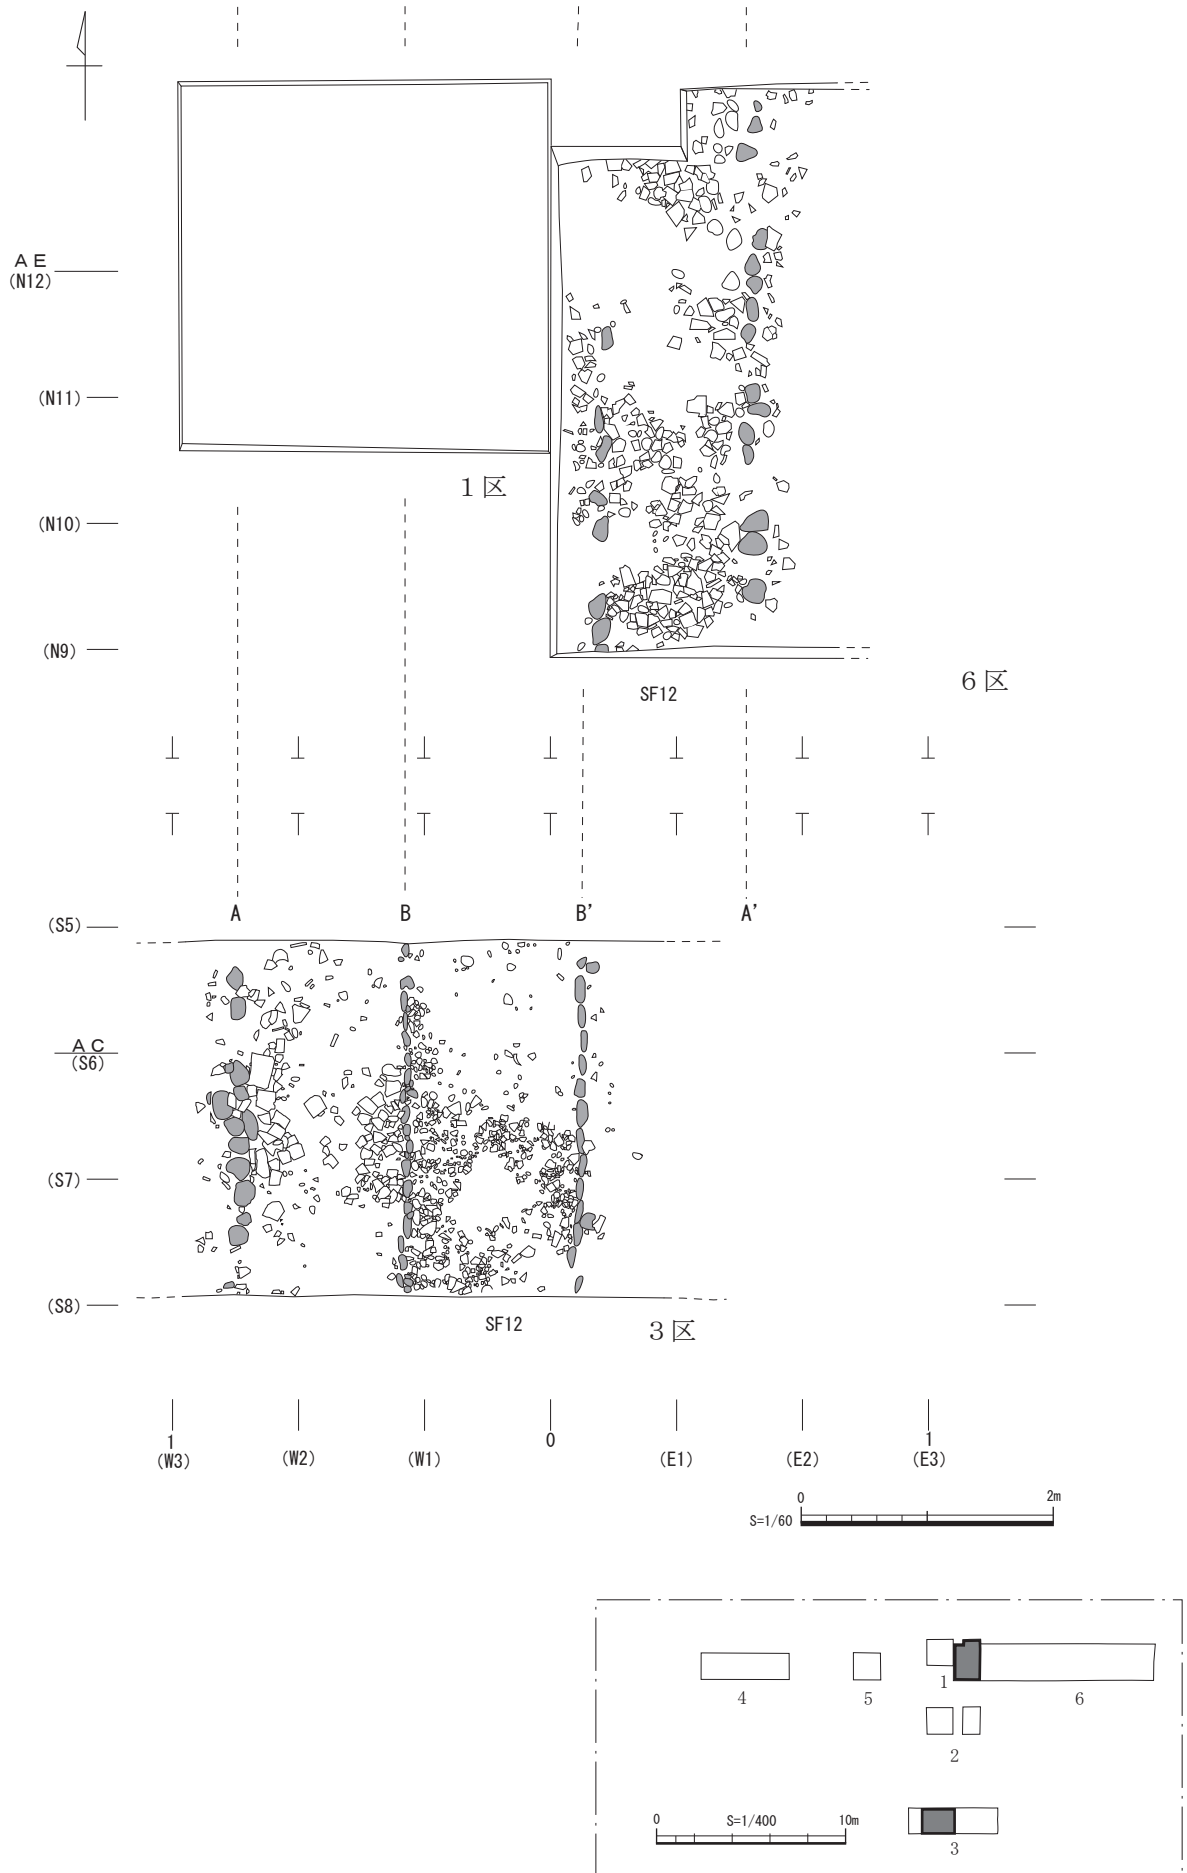 AE
(N12)
(N11)
1区
(N10)
(N9)
SF12
6区
A B B' A'
(S5)
AC
(S6)
(S7)
(S8)
SF12
3区
1 0 1
(W3) (W2) (W1) (E1) (E2) (E3)
0 2m
S=1/60
4 5 1 6
2
0 S=1/400 10m
3